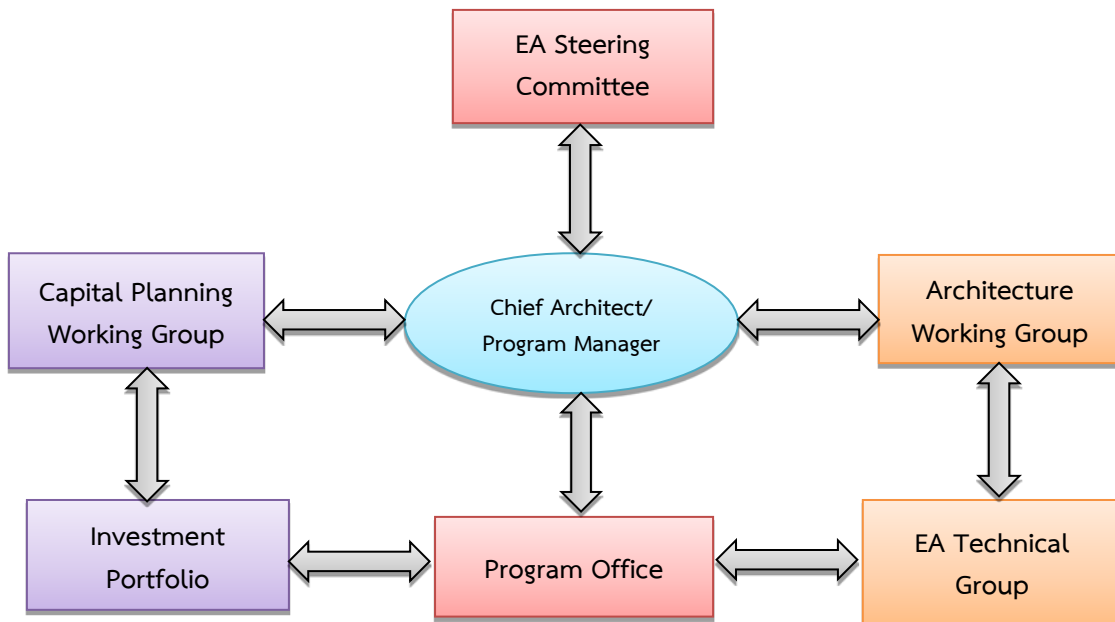 EA Steering
Committee
Capital Planning
Working Group
Chief Architect/
Program Manager
Architecture
Working Group
Investment
Portfolio
Program Office
EA Technical
Group